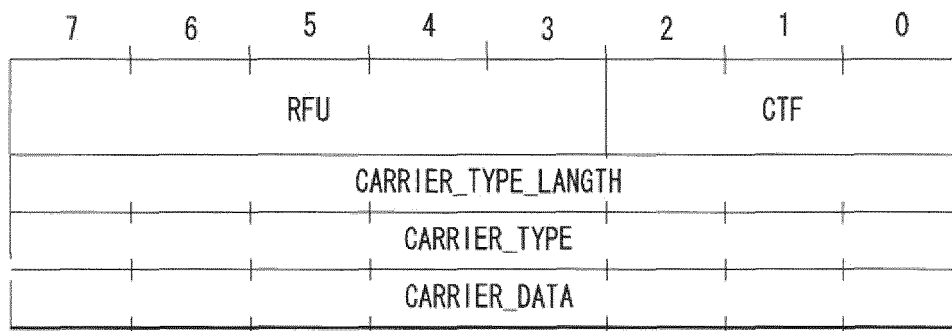 7 6 5 4 3 2 1 0
RFU CTF
CARRIER_TYPE_LANGTH
CARRIER_TYPE
CARRIER_DATA